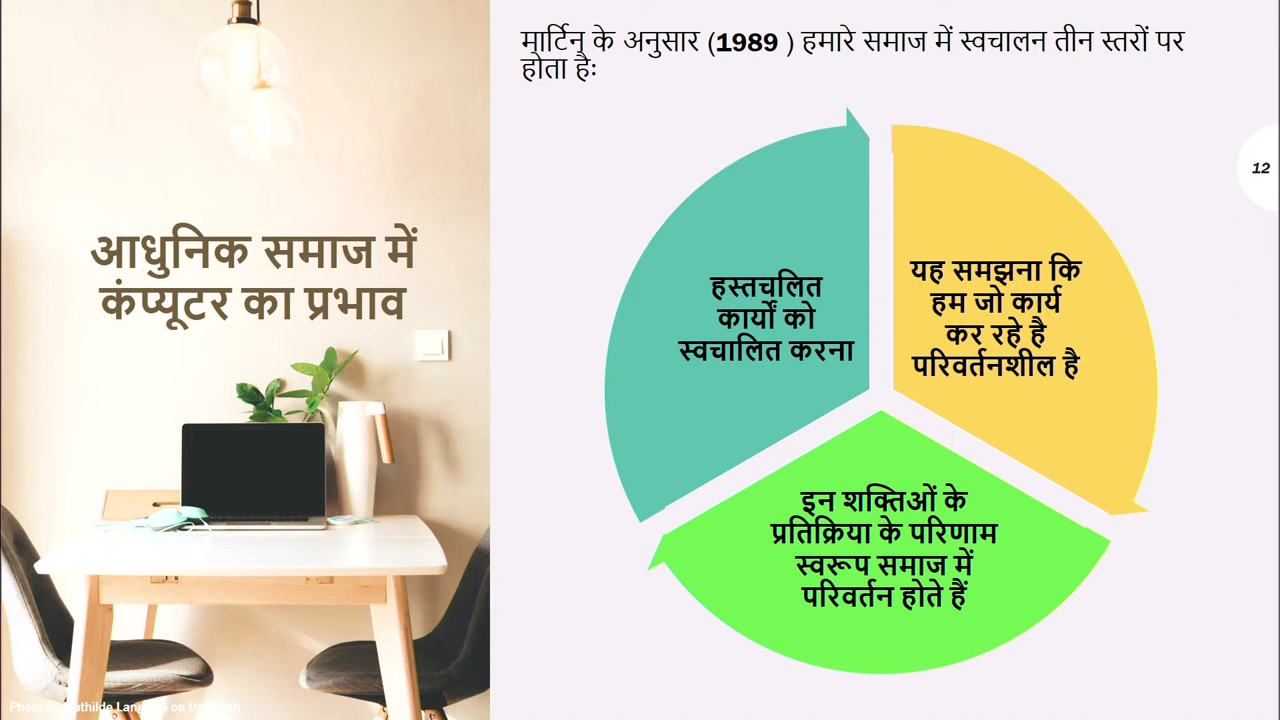 मार्टिन के अनुसार (1989 ) हमारे समाज में स्वचालन तीन स्तरों पर
होता हैः
12
आधुनिक समाज में
कंप्यूटर का प्रभाव
हस्तचलित
कार्यों को
स्वचालित करना
यह समझना कि
हम जो कार्य
कर रहे है
परिवर्तनशील है
इन शक्तिओं के
प्रतिक्रिया के परिणाम
स्वरूप समाज में
परिवर्तन होते हैं
Photo on